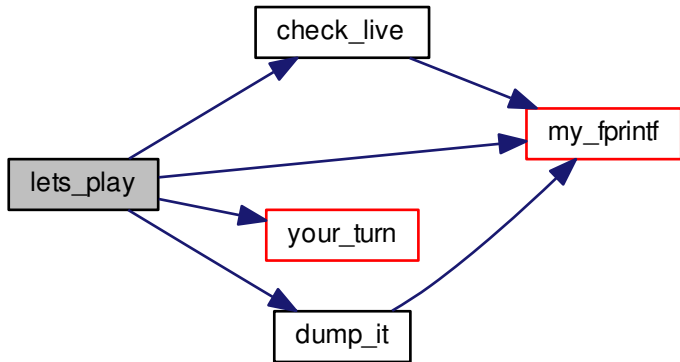 check_live
my_fprintf
lets_play
your_turn
dump_it